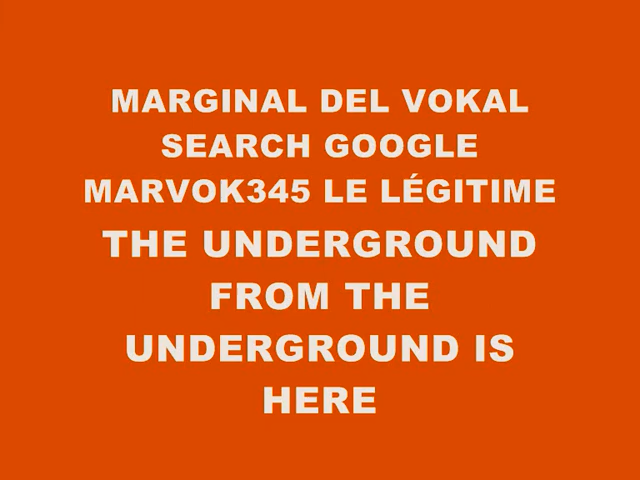 MARGINAL DEL VOKAL
SEARCH GOOGLE
MARVOK345 LE LÉGITIME
THE UNDERGROUND
FROM THE
UNDERGROUND IS
HERE